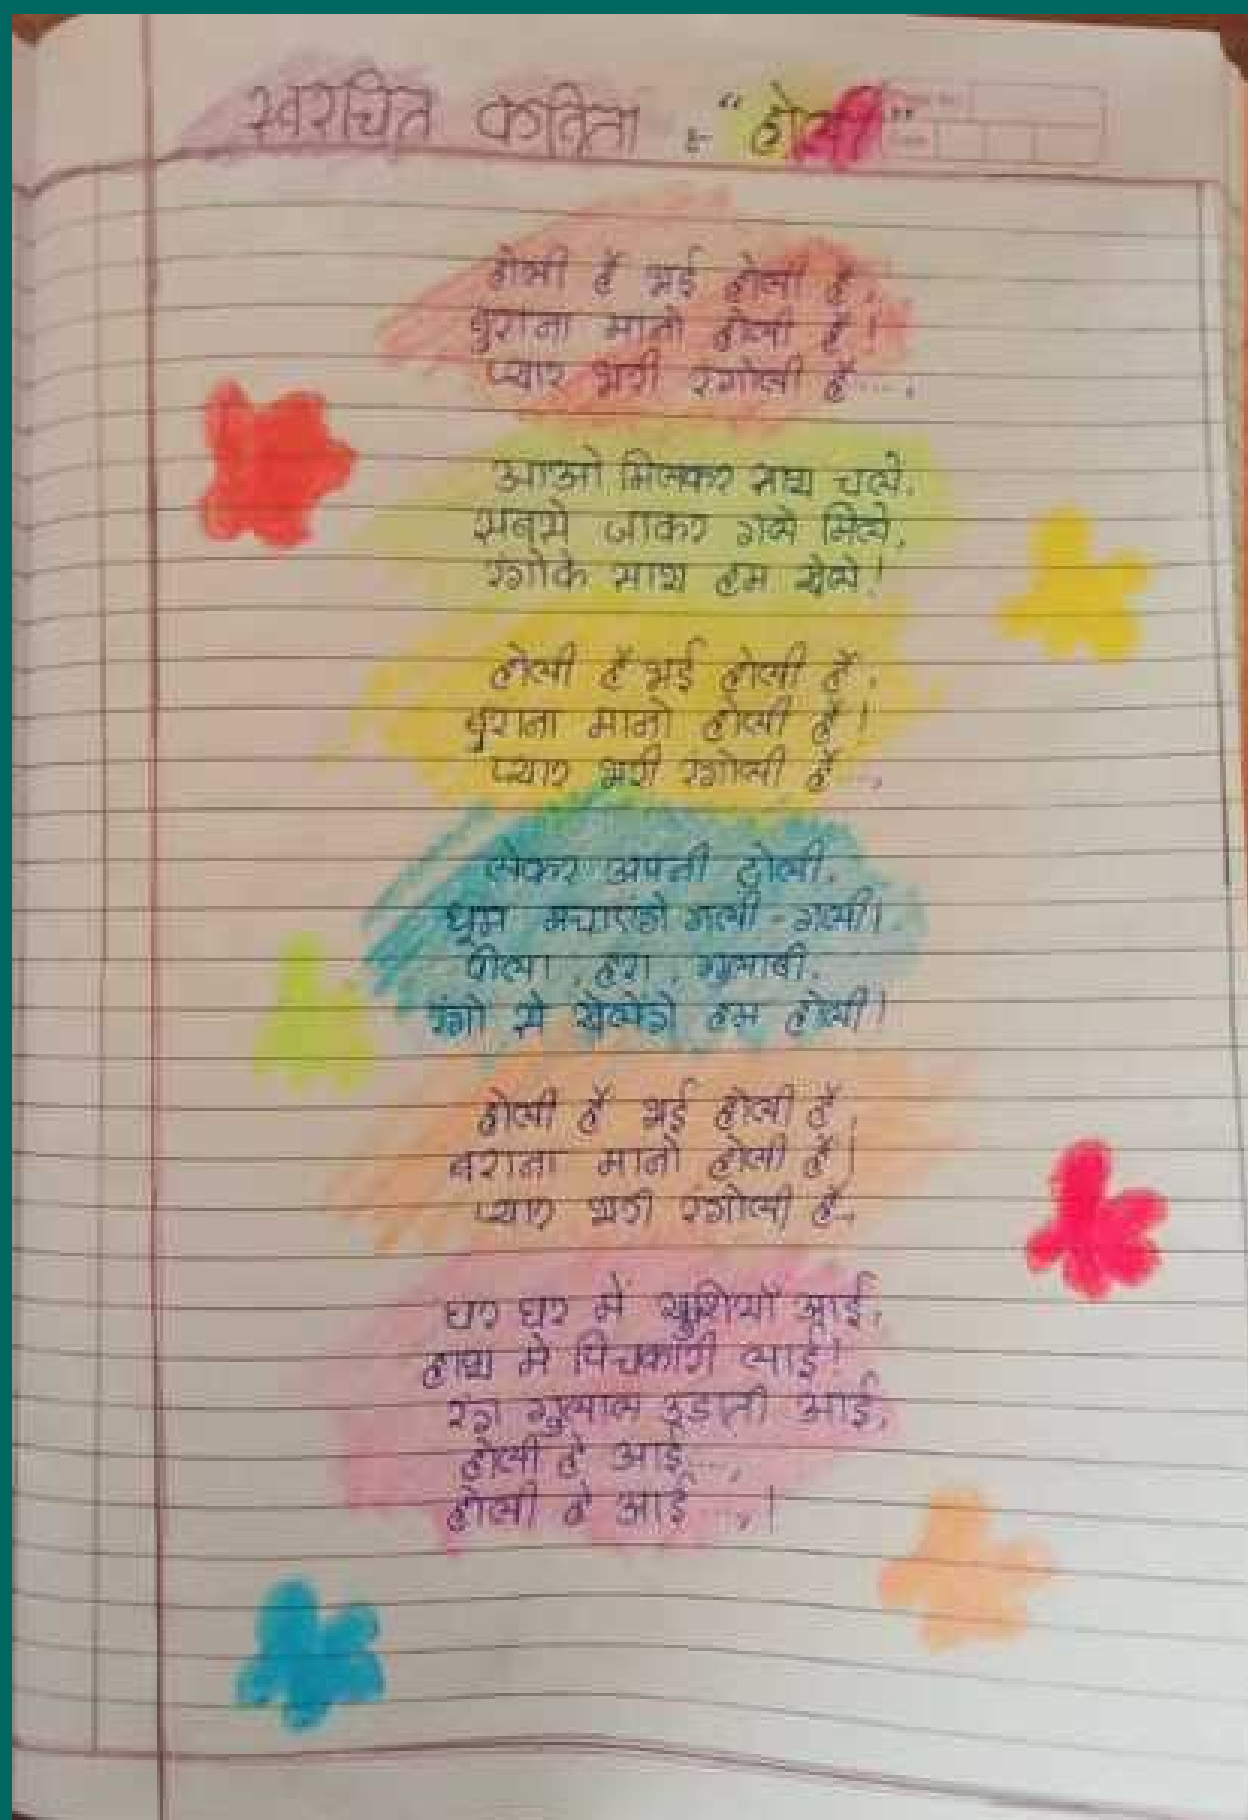 स्वरचित कविता :- "होली"
होली है भई होली है,
बुराना मानो होली है!
प्यार भरी रंगोली है....,
आओ मिलकर साथ चले,
सबसे जाकर गले मिले,
रंगोके साथ हम खेले!
होली है भई होली है,
बुराना मानो होली है!
प्यार भरी रंगोली है...,
लेकर अपनी टोली,
धूम मचाएंगे गली - गली।
पीला, हरा, गुलाबी,
रंगो से खेलेंगे हम होली।
होली है भई होली है,
बुराना मानो होली है!
प्यार भरी रंगोली है...
घर घर में खुशियाँ आई,
हाथ मे पिचकारी लाई!
रंग गुलाल उड़ाती आई,
होली है आई...,
होली है आई...,।